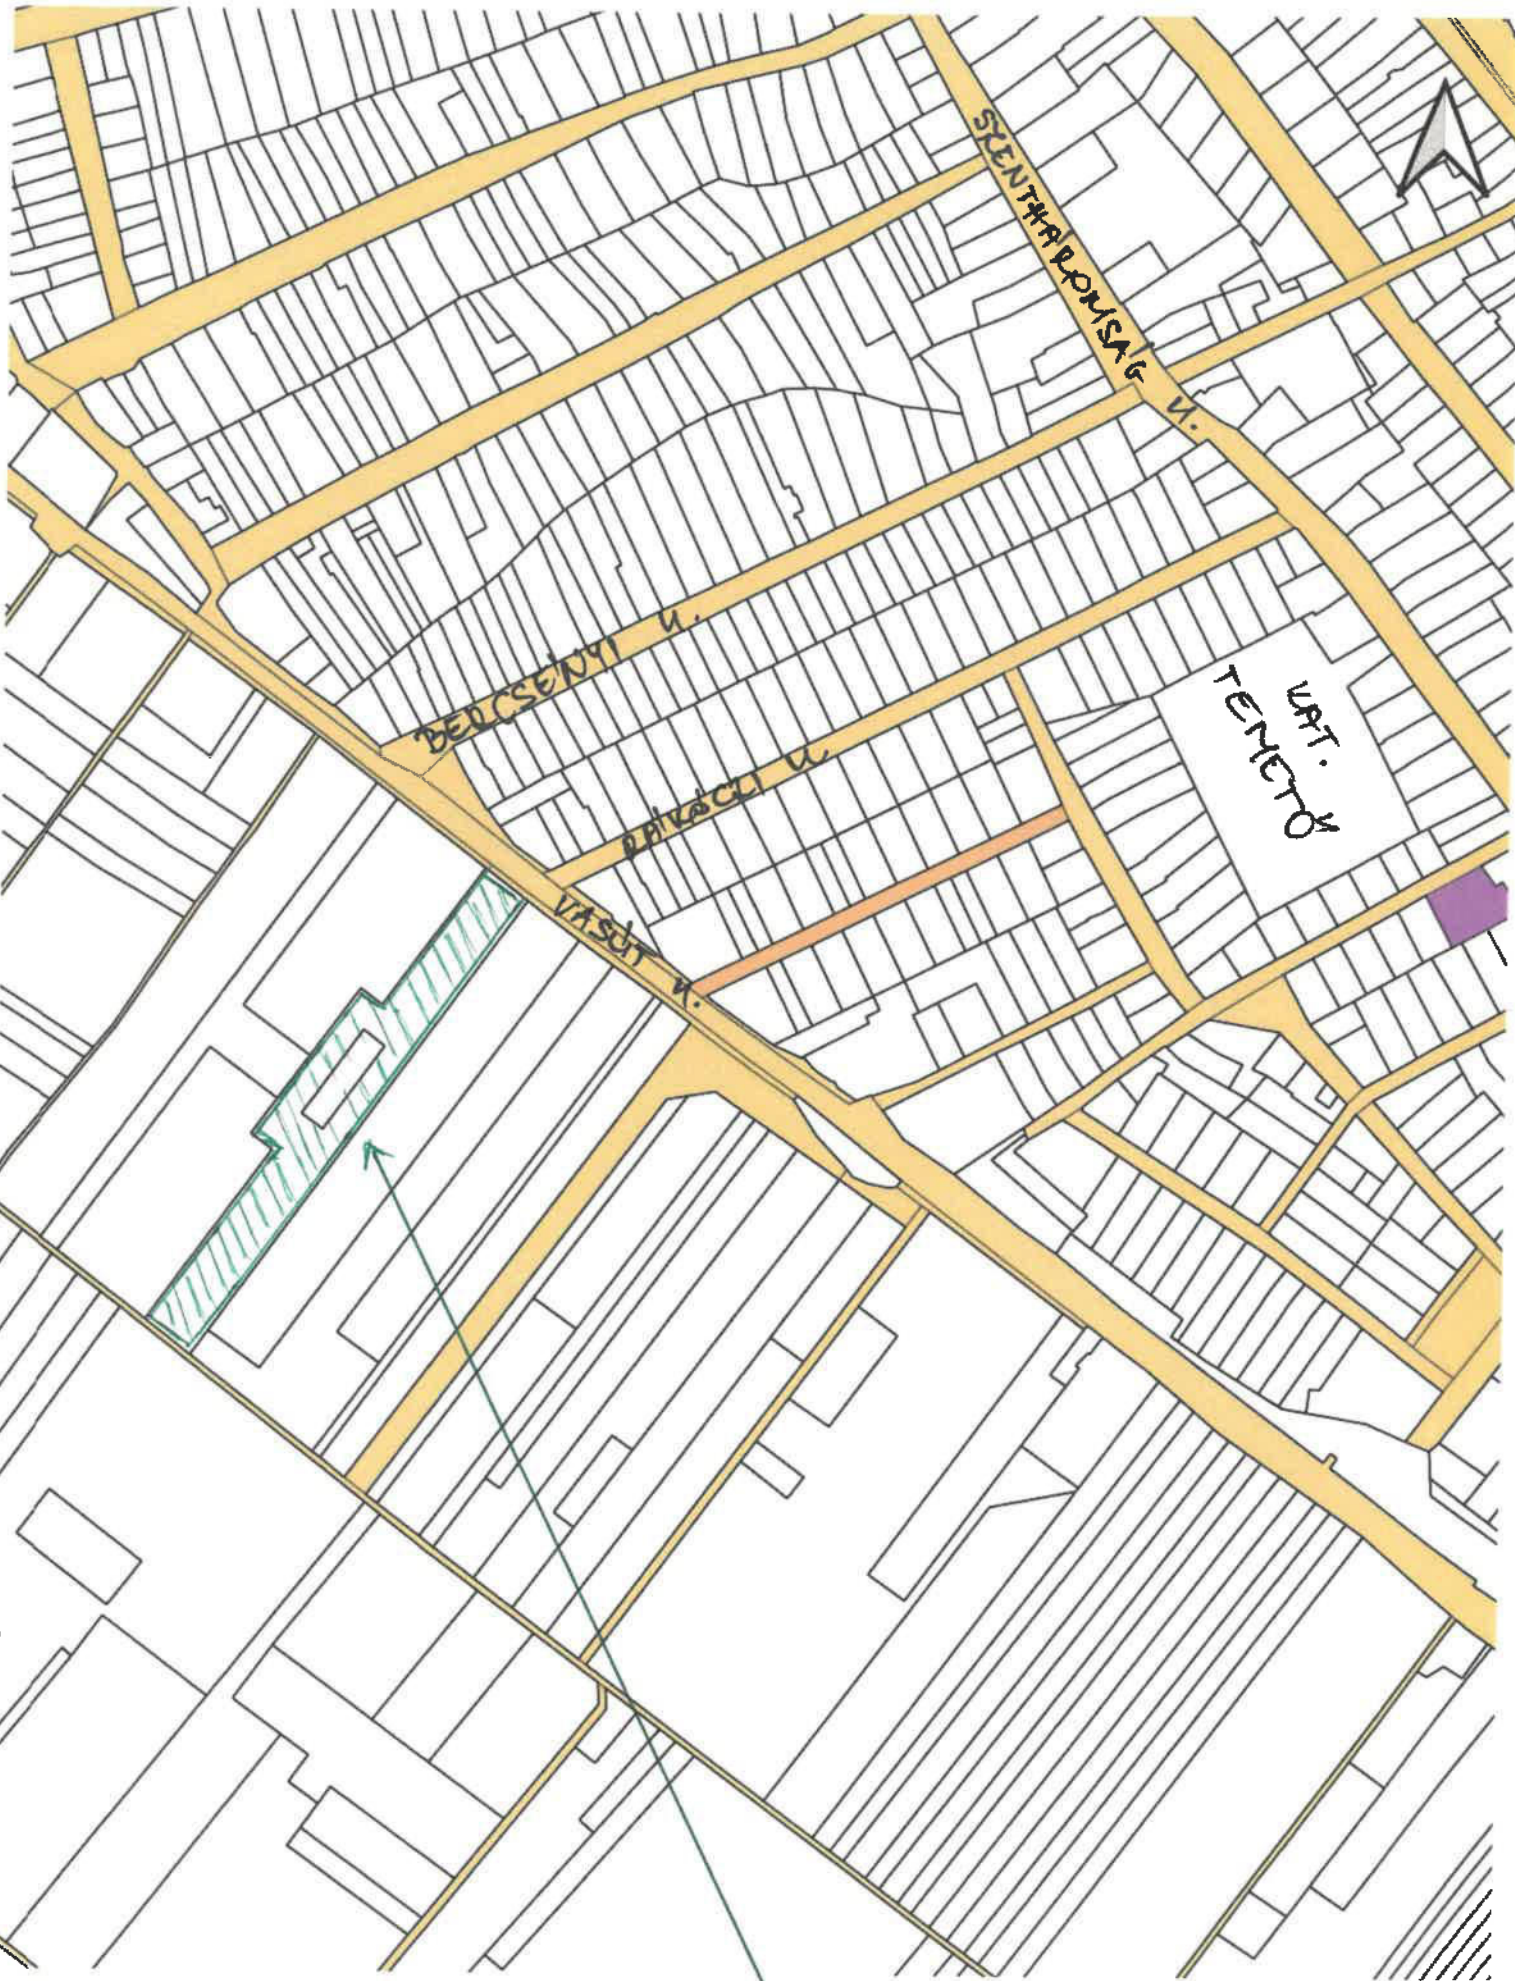 SZENTHÁROMSÁG u.
BERCSÉNYI u.
RÁKÓCZI u.
VASÚT u.
KAT.
TEMETŐ